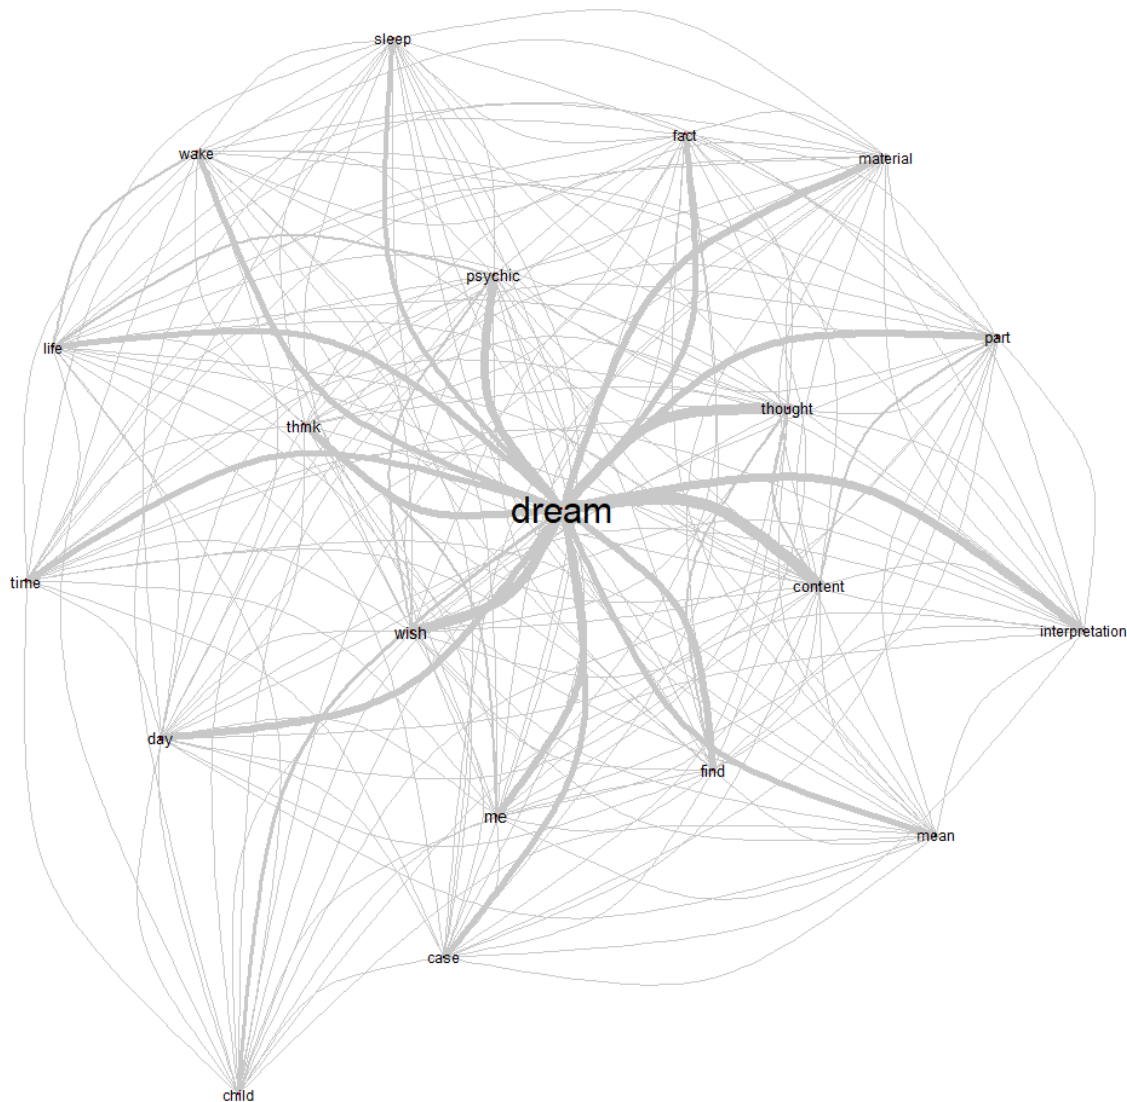 sleep
fact
wake
material
psychic
part
life
thought
think
dream
time
content
wish
interpretation
day
find
me
mean
case
child